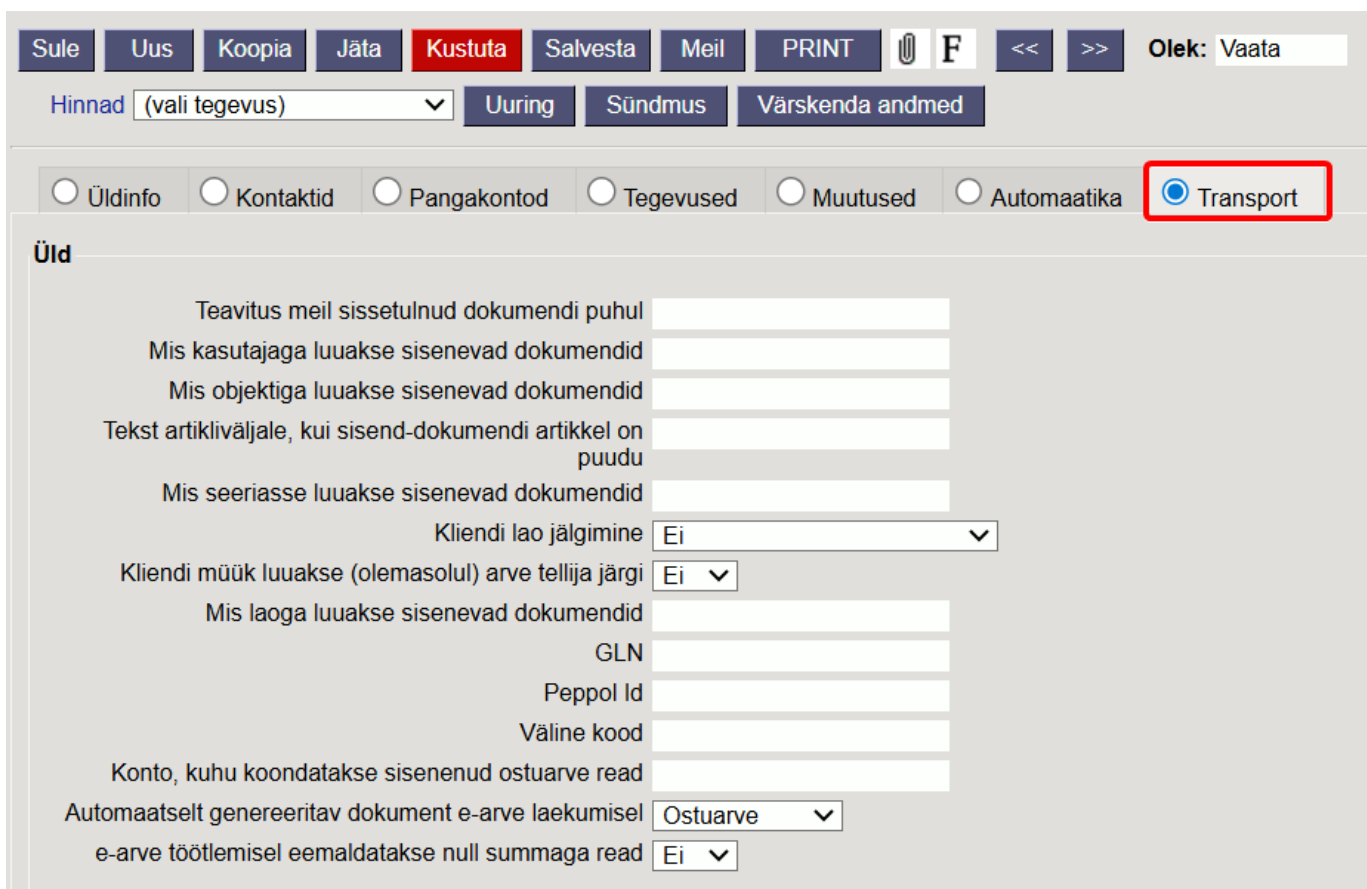 Sule Uus Koopia Jäta Kustuta Salvesta Meil PRINT F << >> Olek: Vaata
Hinnad (vali tegevus) Uuring Sündmus Värskenda andmed
Üldinfo Kontaktid Pangakontod Tegevused Muutused Automaatika Transport
Üld
Teavitus meil sissetulnud dokumendi puhul
Mis kasutajaga luuakse sisenevad dokumendid
Mis objektiga luuakse sisenevad dokumendid
Tekst artikliväljale, kui sisend-dokumendi artikkel on
puudu
Mis seeriasse luuakse sisenevad dokumendid
Kliendi lao jälgimine Ei
Kliendi müük luuakse (olemasolul) arve tellija järgi Ei
Mis laoga luuakse sisenevad dokumendid
GLN
Peppol Id
Väline kood
Konto, kuhu koondatakse sisenenud ostuarve read
Automaatselt genereeritav dokument e-arve laekumisel Ostuarve
e-arve töötlemisel eemaldatakse null summaga read Ei